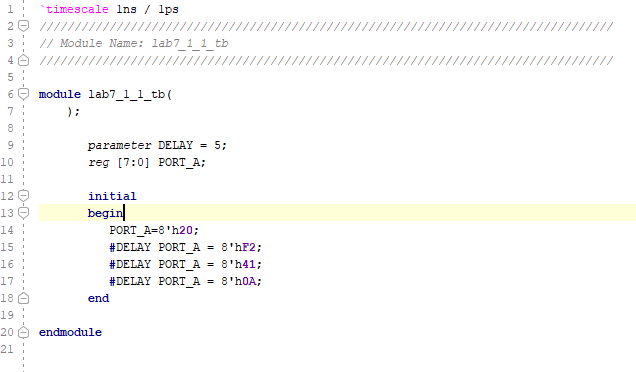 1 `timescale 1ns / 1ps
2 //////////////////////////////////////////////////////////////////////////////////
3 // Module Name: lab7_1_1_tb
4 //////////////////////////////////////////////////////////////////////////////////
5
6 module lab7_1_1_tb(
7 );
8
9 parameter DELAY = 5;
10 reg [7:0] PORT_A;
11
12 initial
13 begin
14 PORT_A=8'h20;
15 #DELAY PORT_A = 8'hF2;
16 #DELAY PORT_A = 8'h41;
17 #DELAY PORT_A = 8'h0A;
18 end
19
20 endmodule
21